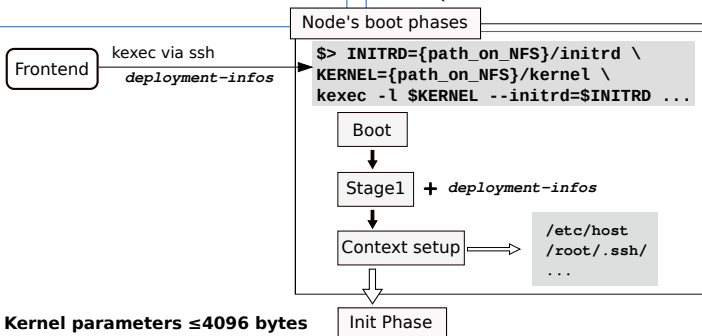 Node's boot phases
Frontend
kexec via ssh
deployment-infos
$> INITRD={path_on_NFS}/initrd \
KERNEL={path_on_NFS}/kernel \
kexec -l $KERNEL --initrd=$INITRD ...
Boot
Stage1
+ deployment-infos
Context setup
/etc/host
/root/.ssh/
...
Kernel parameters ≤4096 bytes
Init Phase